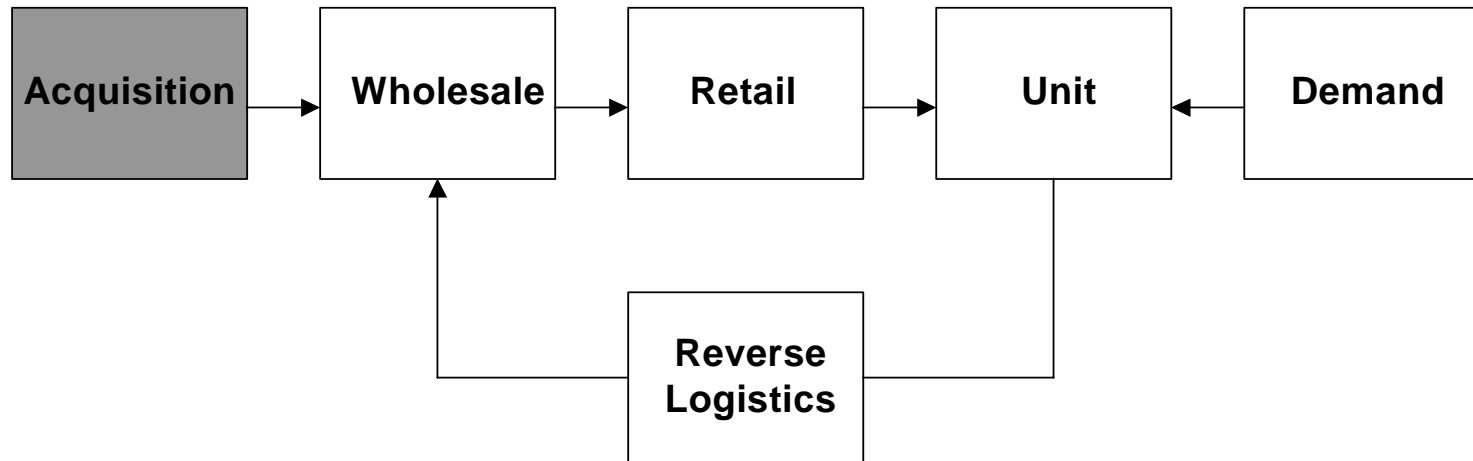 Acquisition
Wholesale
Retail
Unit
Demand
Reverse
Logistics